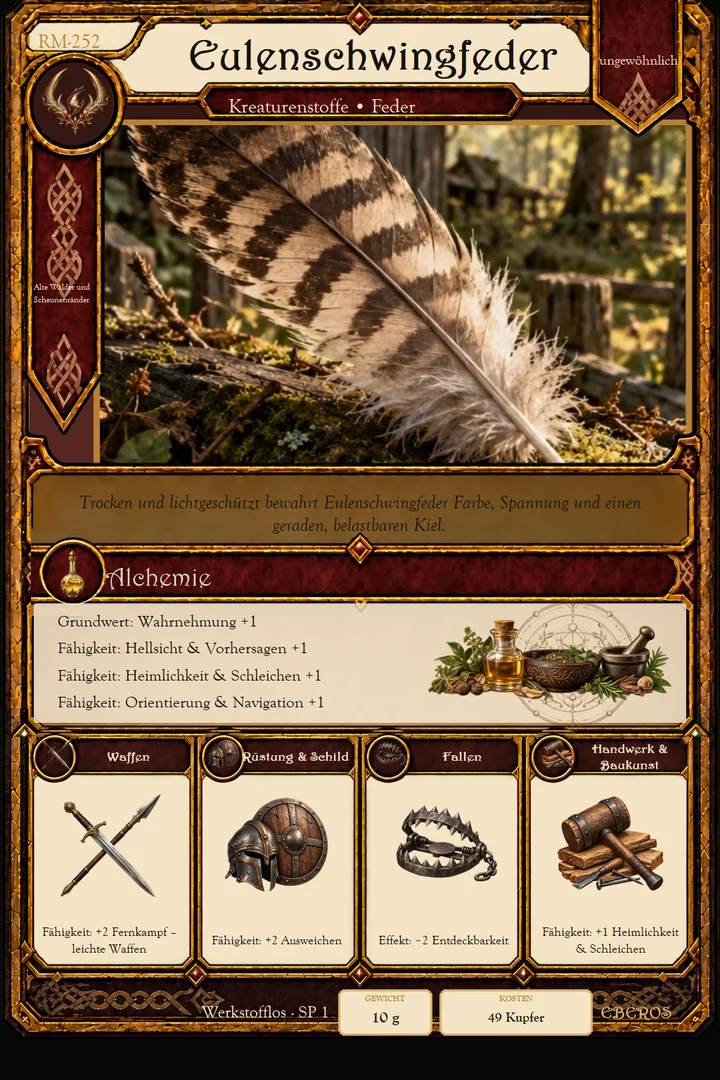 RM-252
Eulenschwingfeder
ungewöhnlich
Kreaturenstoffe • Feder
Alte Wälder und
Scheunenränder
Trocken und lichtgeschützt bewahrt Eulenschwingfeder Farbe, Spannung und einen
geraden, belastbaren Kiel.
Alchemie
Grundwert: Wahrnehmung +1
Fähigkeit: Hellsicht & Vorhersagen +1
Fähigkeit: Heimlichkeit & Schleichen +1
Fähigkeit: Orientierung & Navigation +1
Waffen
Fähigkeit: +2 Fernkampf –
leichte Waffen
Rüstung & Schild
Fähigkeit: +2 Ausweichen
Fallen
Effekt: −2 Entdeckbarkeit
Handwerk &
Baukunst
Fähigkeit: +1 Heimlichkeit
& Schleichen
Werkstofflos · SP 1
GEWICHT
10 g
KOSTEN
49 Kupfer
EBEROS